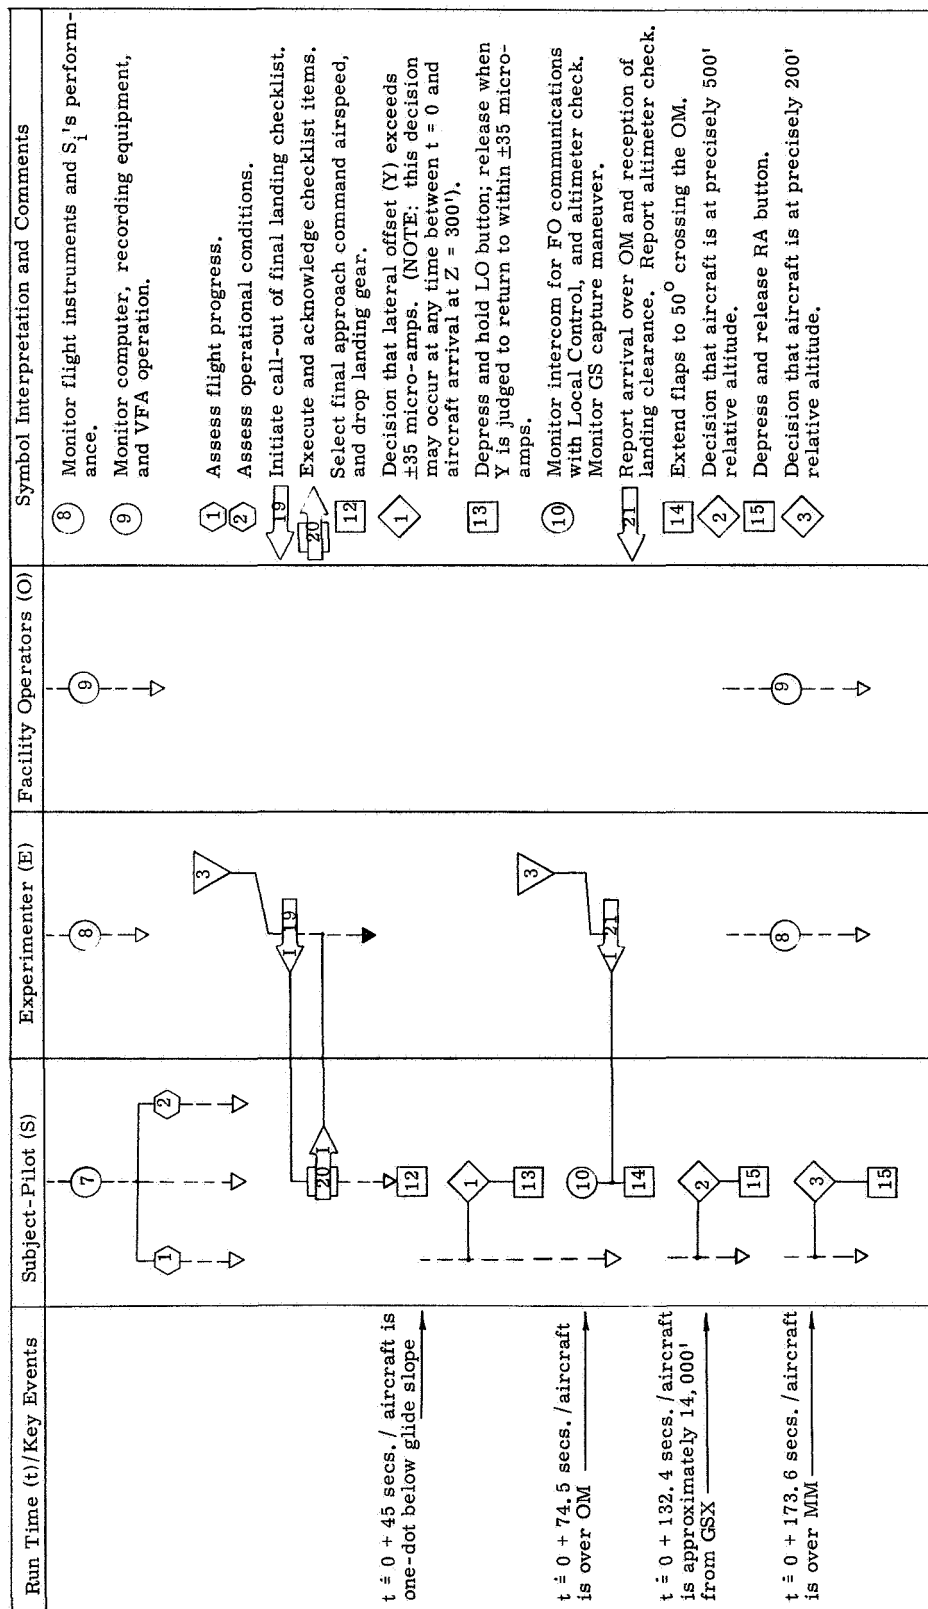 Run Time (t)/Key Events
Subject-Pilot (S)
Experimenter (E)
Facility Operators (O)
Symbol Interpretation and Comments
t ≐ 0 + 45 secs. / aircraft is
one-dot below glide slope
t ≐ 0 + 74.5 secs. /aircraft
is over OM
t ≐ 0 + 132.4 secs. /aircraft
is approximately 14,000'
from GSX
t ≐ 0 + 173.6 secs. /aircraft
is over MM
7
1
2
20
I
12
1
13
10
14
2
15
3
15
8
3
19
I
3
21
I
8
9
9
8
Monitor flight instruments and Si's perform-
ance.
9
Monitor computer, recording equipment,
and VFA operation.
1
Assess flight progress.
2
Assess operational conditions.
19
Initiate call-out of final landing checklist.
20
Execute and acknowledge checklist items.
12
Select final approach command airspeed,
and drop landing gear.
1
Decision that lateral offset (Y) exceeds
±35 micro-amps. (NOTE: this decision
may occur at any time between t = 0 and
aircraft arrival at Z = 300').
13
Depress and hold LO button; release when
Y is judged to return to within ±35 micro-
amps.
10
Monitor intercom for FO communications
with Local Control, and altimeter check.
Monitor GS capture maneuver.
21
Report arrival over OM and reception of
landing clearance. Report altimeter check.
14
Extend flaps to 50° crossing the OM.
2
Decision that aircraft is at precisely 500'
relative altitude.
15
Depress and release RA button.
3
Decision that aircraft is at precisely 200'
relative altitude.